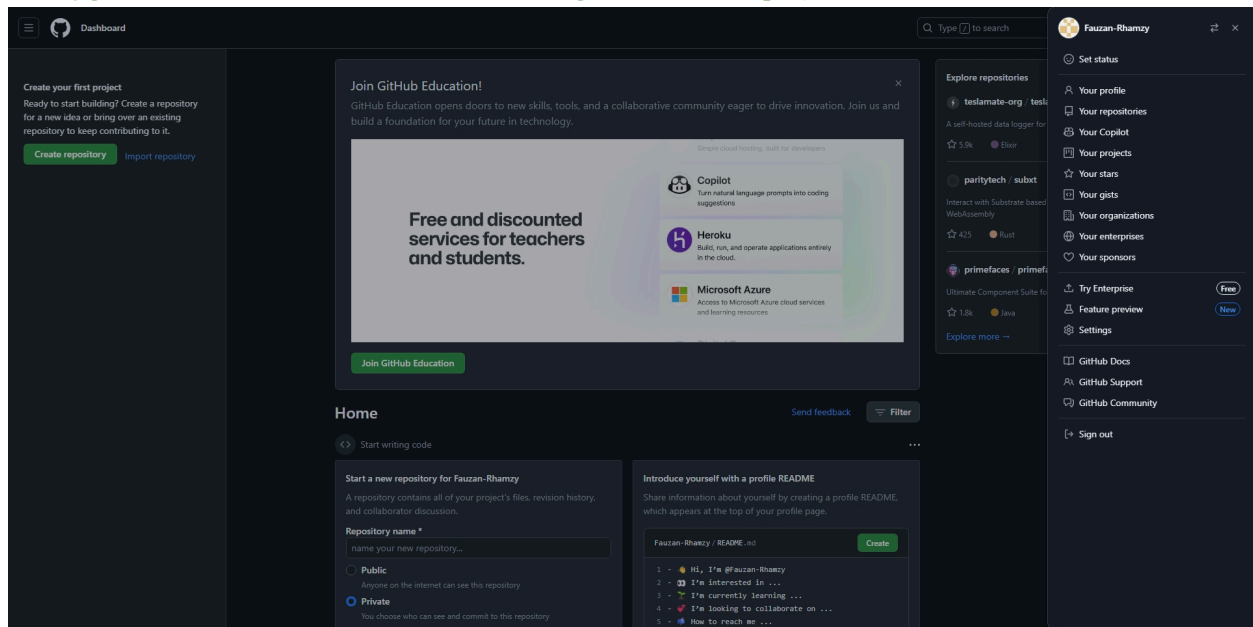 Dashboard
Type / to search
Create your first project
Ready to start building? Create a repository
for a new idea or bring over an existing
repository to keep contributing to it.
Create repository
Import repository
Join GitHub Education!
GitHub Education opens doors to new skills, tools, and a collaborative community eager to drive innovation. Join us and
build a foundation for your future in technology.
Free and discounted
services for teachers
and students.
Simple cloud hosting, built for developers
Copilot
Turn natural language prompts into coding
suggestions
Heroku
Build, run, and operate applications entirely
in the cloud.
Microsoft Azure
Access to Microsoft Azure cloud services
and learning resources
Join GitHub Education
Home
Send feedback
Filter
Start writing code
Start a new repository for Fauzan-Rhamzy
A repository contains all of your project's files, revision history,
and collaborator discussion.
Repository name *
name your new repository...
Public
Anyone on the internet can see this repository
Private
You choose who can see and commit to this repository
Introduce yourself with a profile README
Share information about yourself by creating a profile README,
which appears at the top of your profile page.
Fauzan-Rhamzy / README.md
Create
1 - 👋 Hi, I'm @Fauzan-Rhamzy
2 - 👀 I'm interested in ...
3 - 🌱 I'm currently learning ...
4 - 💞️ I'm looking to collaborate on ...
5 - 📫 How to reach me ...
Explore repositories
teslamate-org / tesla
A self-hosted data logger for
5.9k Elixir
paritytech / subxt
Interact with Substrate based
WebAssembly
425 Rust
primefaces / primefa
Ultimate Component Suite fo
1.8k Java
Explore more →
Fauzan-Rhamzy
Set status
Your profile
Your repositories
Your Copilot
Your projects
Your stars
Your gists
Your organizations
Your enterprises
Your sponsors
Try Enterprise
Free
Feature preview
New
Settings
GitHub Docs
GitHub Support
GitHub Community
Sign out